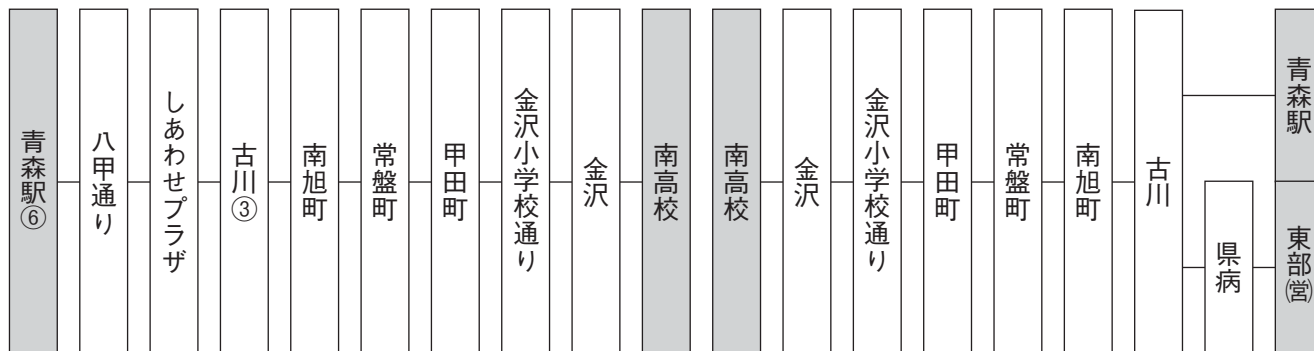 青森駅⑥
八甲通り
しあわせプラザ
古川③
南旭町
常盤町
甲田町
金沢小学校通り
金沢
南高校
南高校
金沢
金沢小学校通り
甲田町
常盤町
南旭町
古川
県病
青森駅
東部㈺